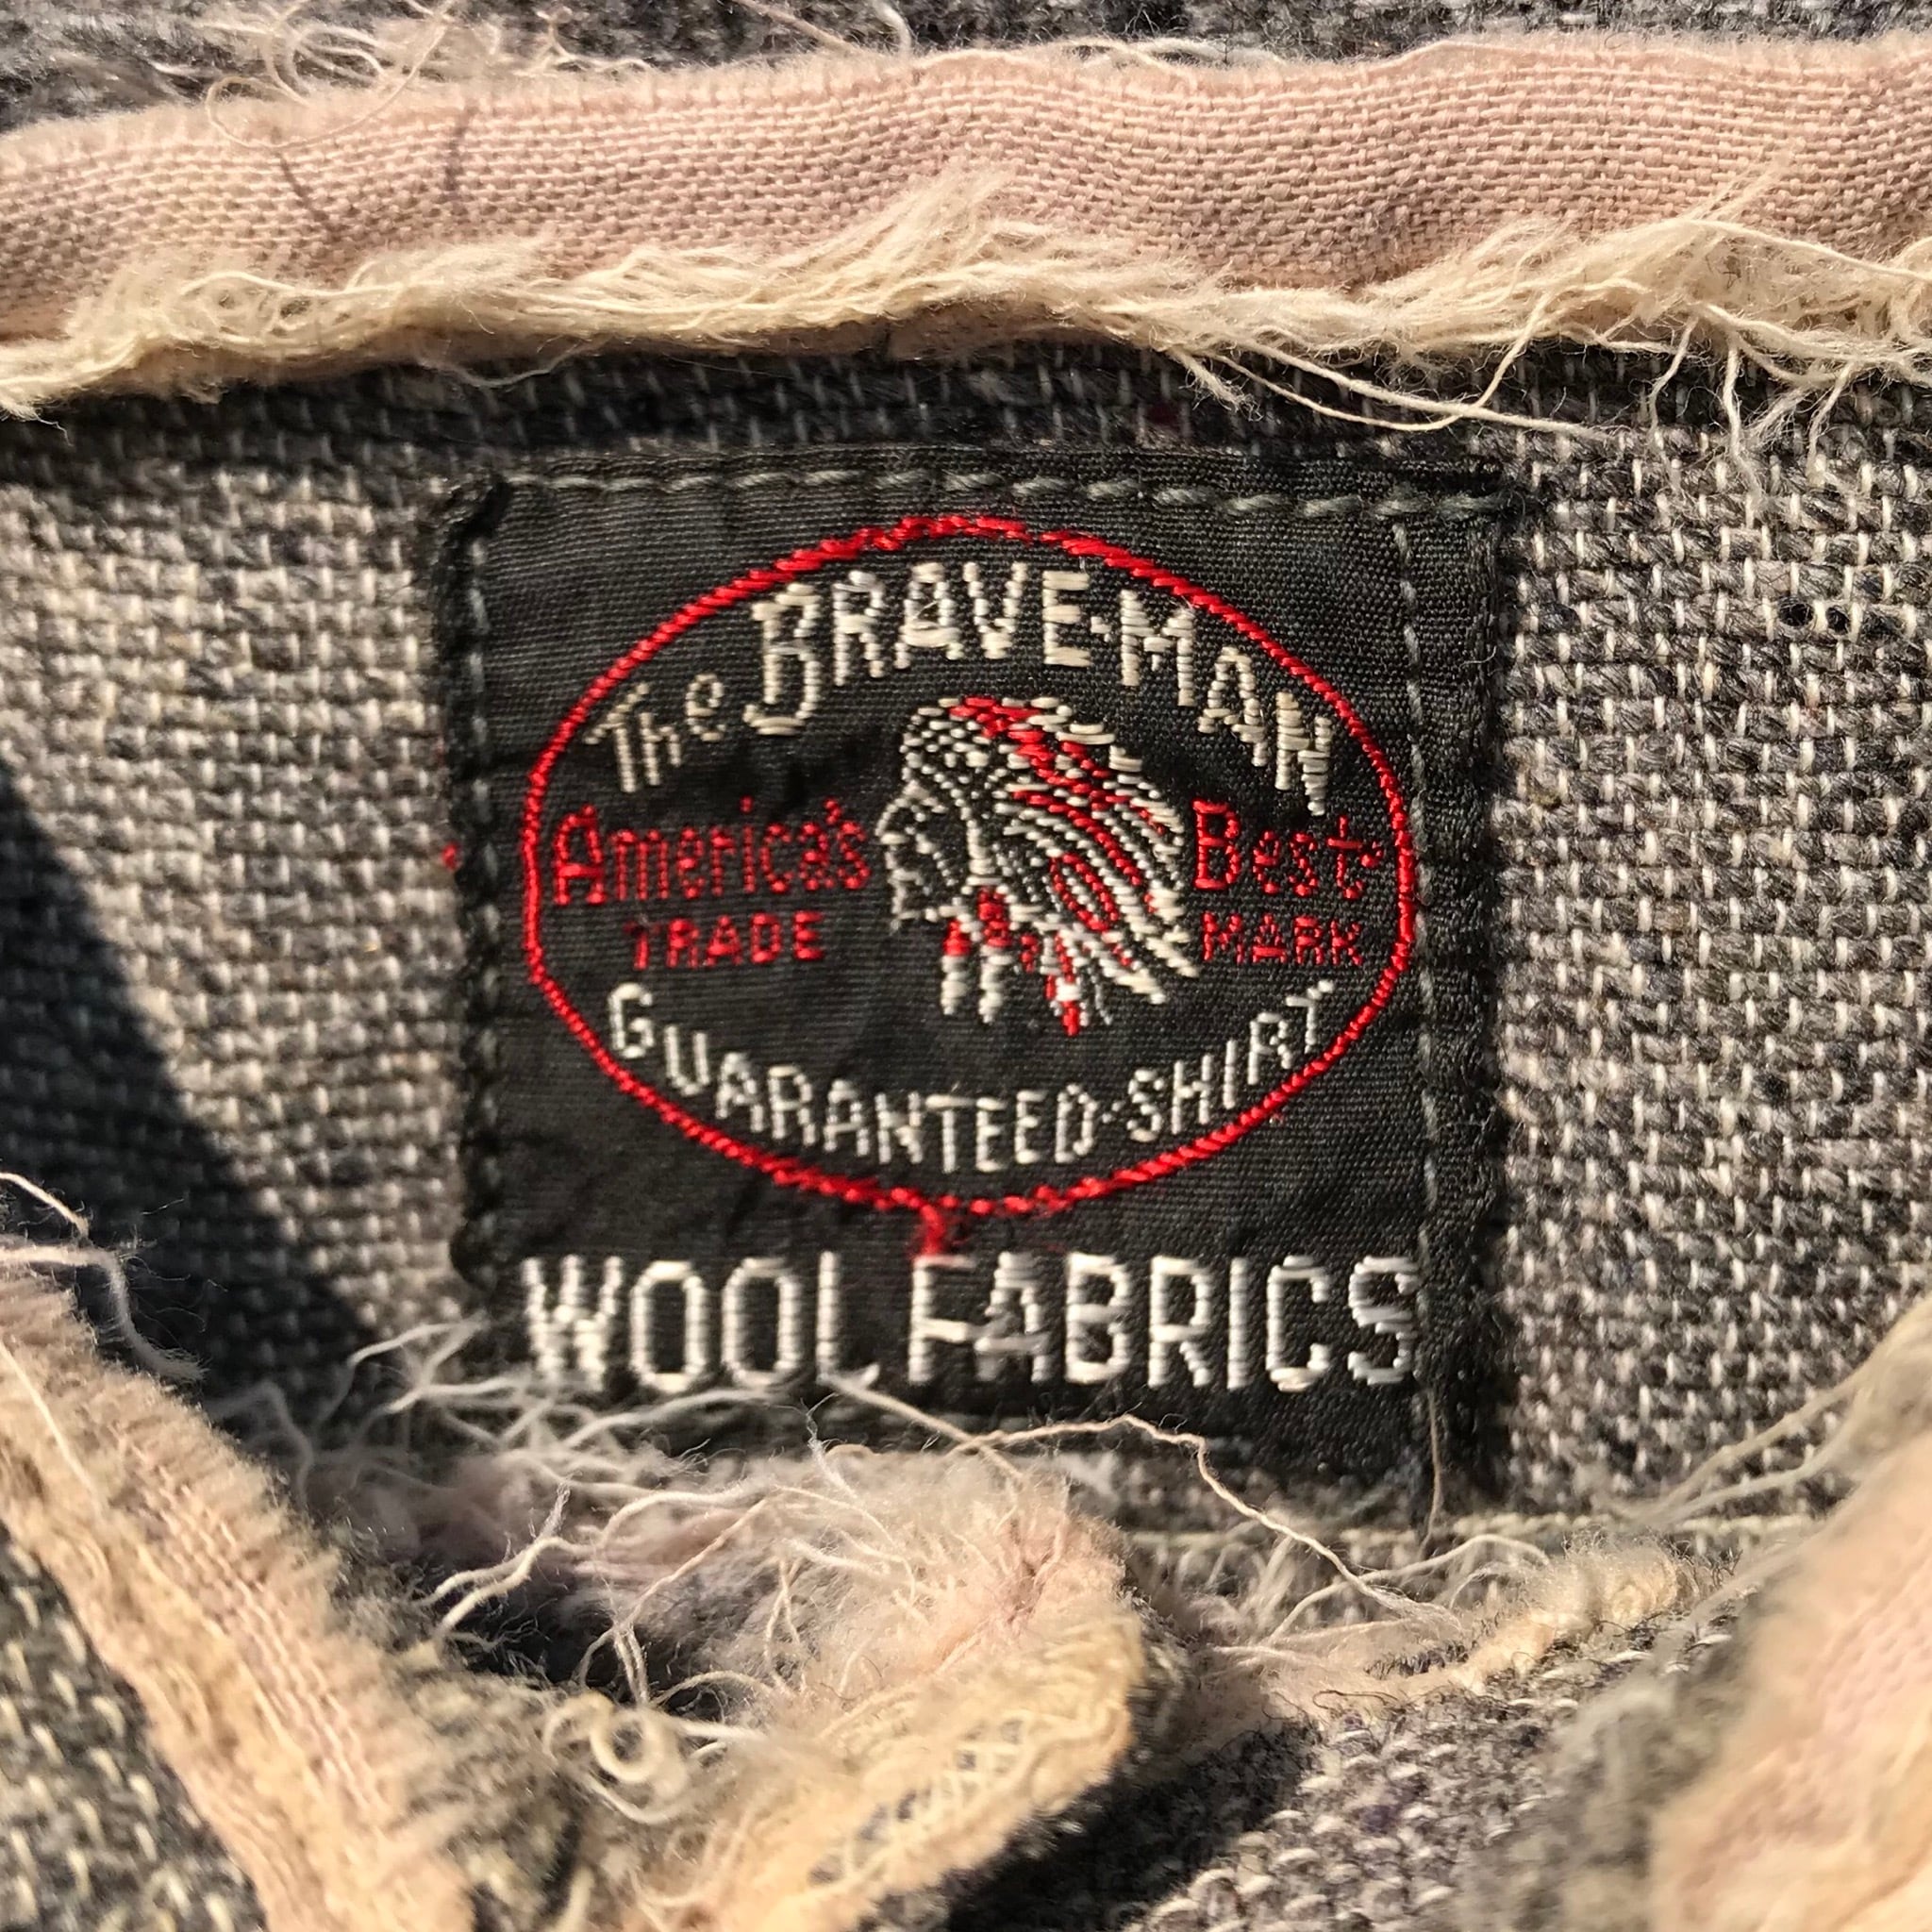 The BRAVE-MAN
America's Best
TRADE MARK
GUARANTEED-SHIRT
WOOL FABRICS